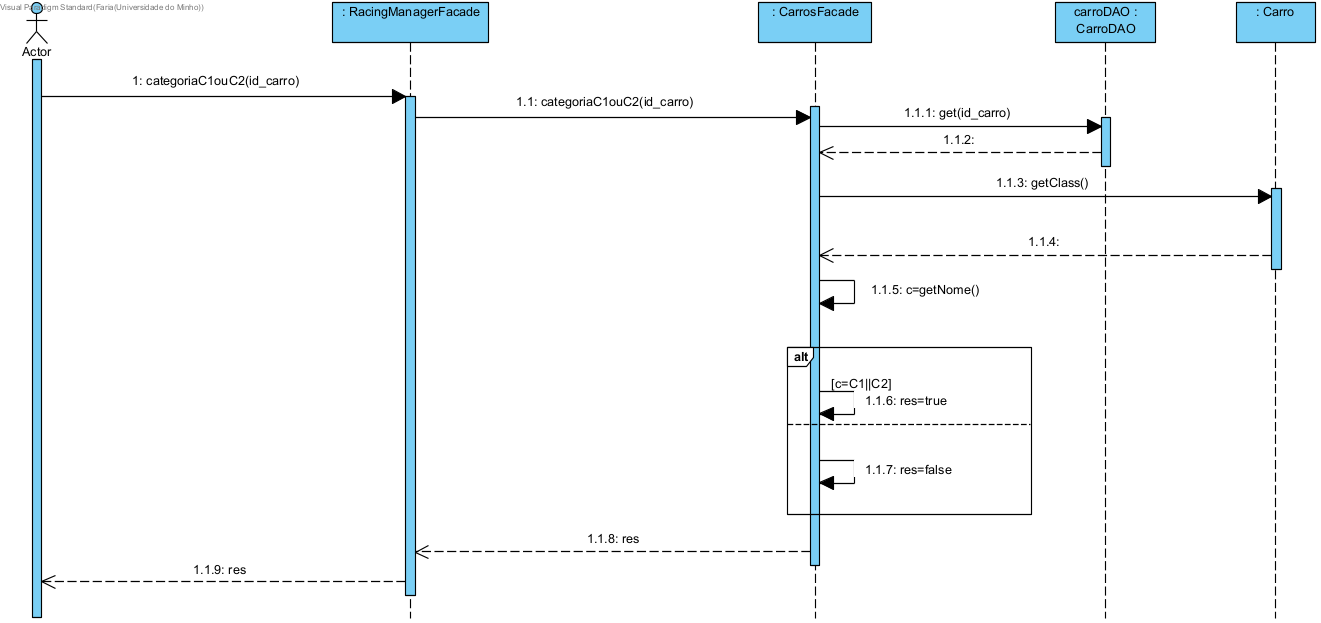 Visual Paradigm Standard(Faria(Universidade do Minho))
Actor
: RacingManagerFacade
: CarrosFacade
carroDAO :
CarroDAO
: Carro
1: categoriaC1ouC2(id_carro)
1.1: categoriaC1ouC2(id_carro)
1.1.1: get(id_carro)
1.1.2:
1.1.3: getClass()
1.1.4:
1.1.5: c=getNome()
alt
[c=C1||C2]
1.1.6: res=true
1.1.7: res=false
1.1.8: res
1.1.9: res